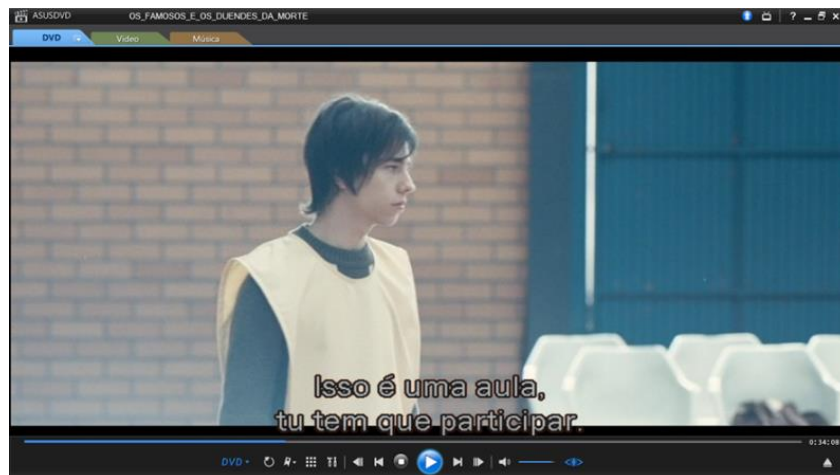 ASUSDVD OS_FAMOSOS_E_OS_DUENDES_DA_MORTE
DVD Vídeo Música
Isso é uma aula,
tu tem que participar.
0:34:08
DVD